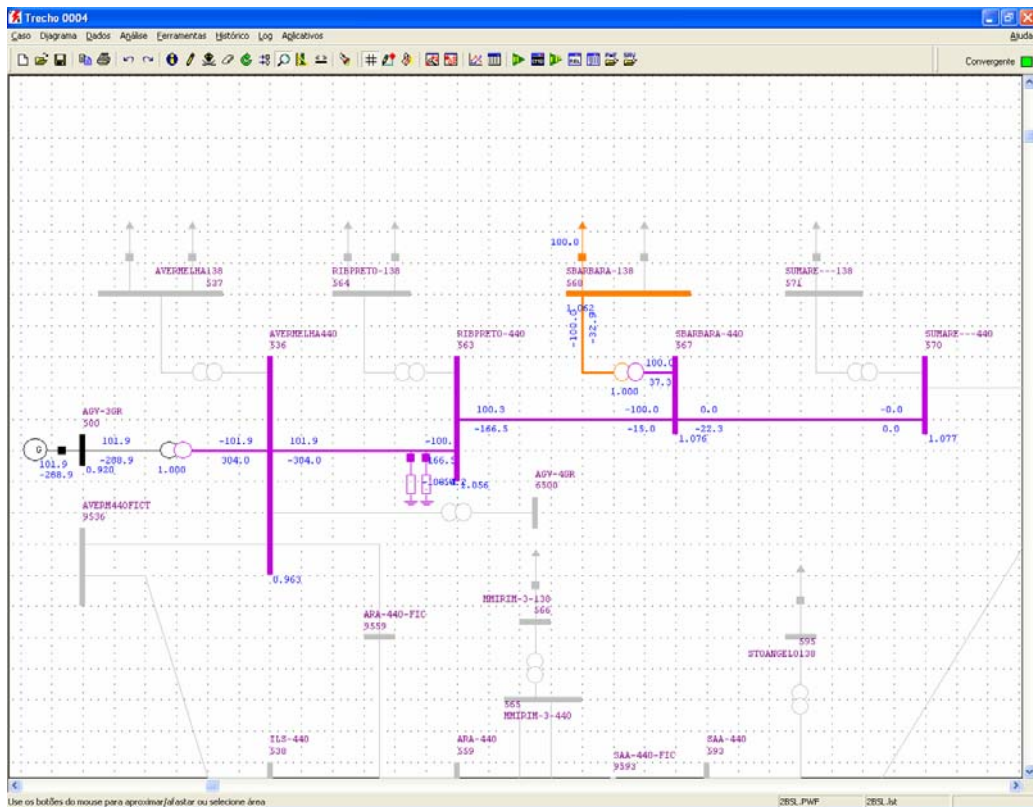 Trecho 0004
Caso Diagrama Dados Análise Ferramentas Histórico Log Aplicativos Ajuda
Convergente
100.0
AVERMELHA138
537
RIBPRETO-138
564
SBARBARA-138
568
SUMARE---138
571
1.062
-100.0
-32.9
AVERMELHA440
536
RIBPRETO-440
563
SBARBARA-440
567
SUMARE---440
570
100.0
37.3
1.000
AGV-3GR
500
100.3
-166.5
-100.0
-15.0
0.0
-22.3
-0.0
0.0
1.076
1.077
G
101.9
-288.9
0.920
101.9
-288.9
1.000
-101.9
304.0
101.9
-304.0
-100.
1.056
AGV-4GR
6500
AVERM440FICT
9536
0.963
ARA-440-FIC
9559
MMIRIM-3-138
566
595
STOANGELO138
565
MMIRIM-3-440
ILS-440
538
ARA-440
559
SAA-440-FIC
9593
SAA-440
593
Use os botões do mouse para aproximar/afastar ou selecione área
2BSL.PWF
2BSL.lst